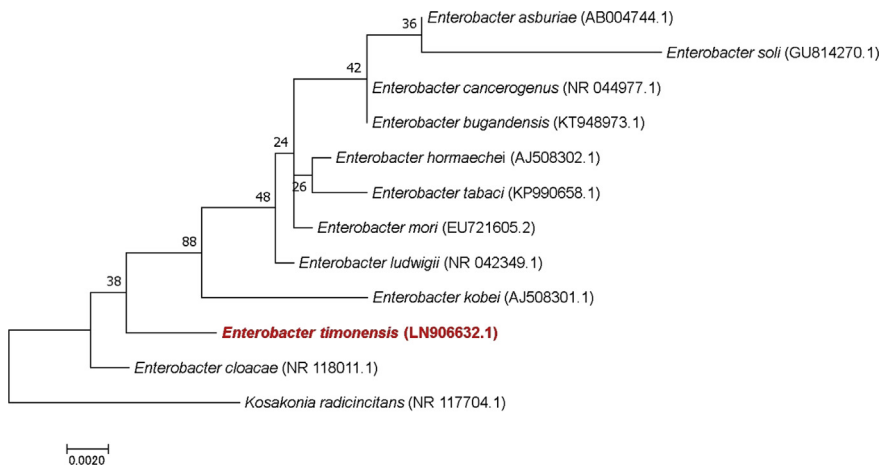 36
Enterobacter asburiae (AB004744.1)
Enterobacter soli (GU814270.1)
42
Enterobacter cancerogenus (NR 044977.1)
Enterobacter bugandensis (KT948973.1)
24
Enterobacter hormaechei (AJ508302.1)
26
Enterobacter tabaci (KP990658.1)
48
Enterobacter mori (EU721605.2)
88
Enterobacter ludwigii (NR 042349.1)
38
Enterobacter kobei (AJ508301.1)
Enterobacter timonensis (LN906632.1)
Enterobacter cloacae (NR 118011.1)
Kosakonia radicincitans (NR 117704.1)
0.0020